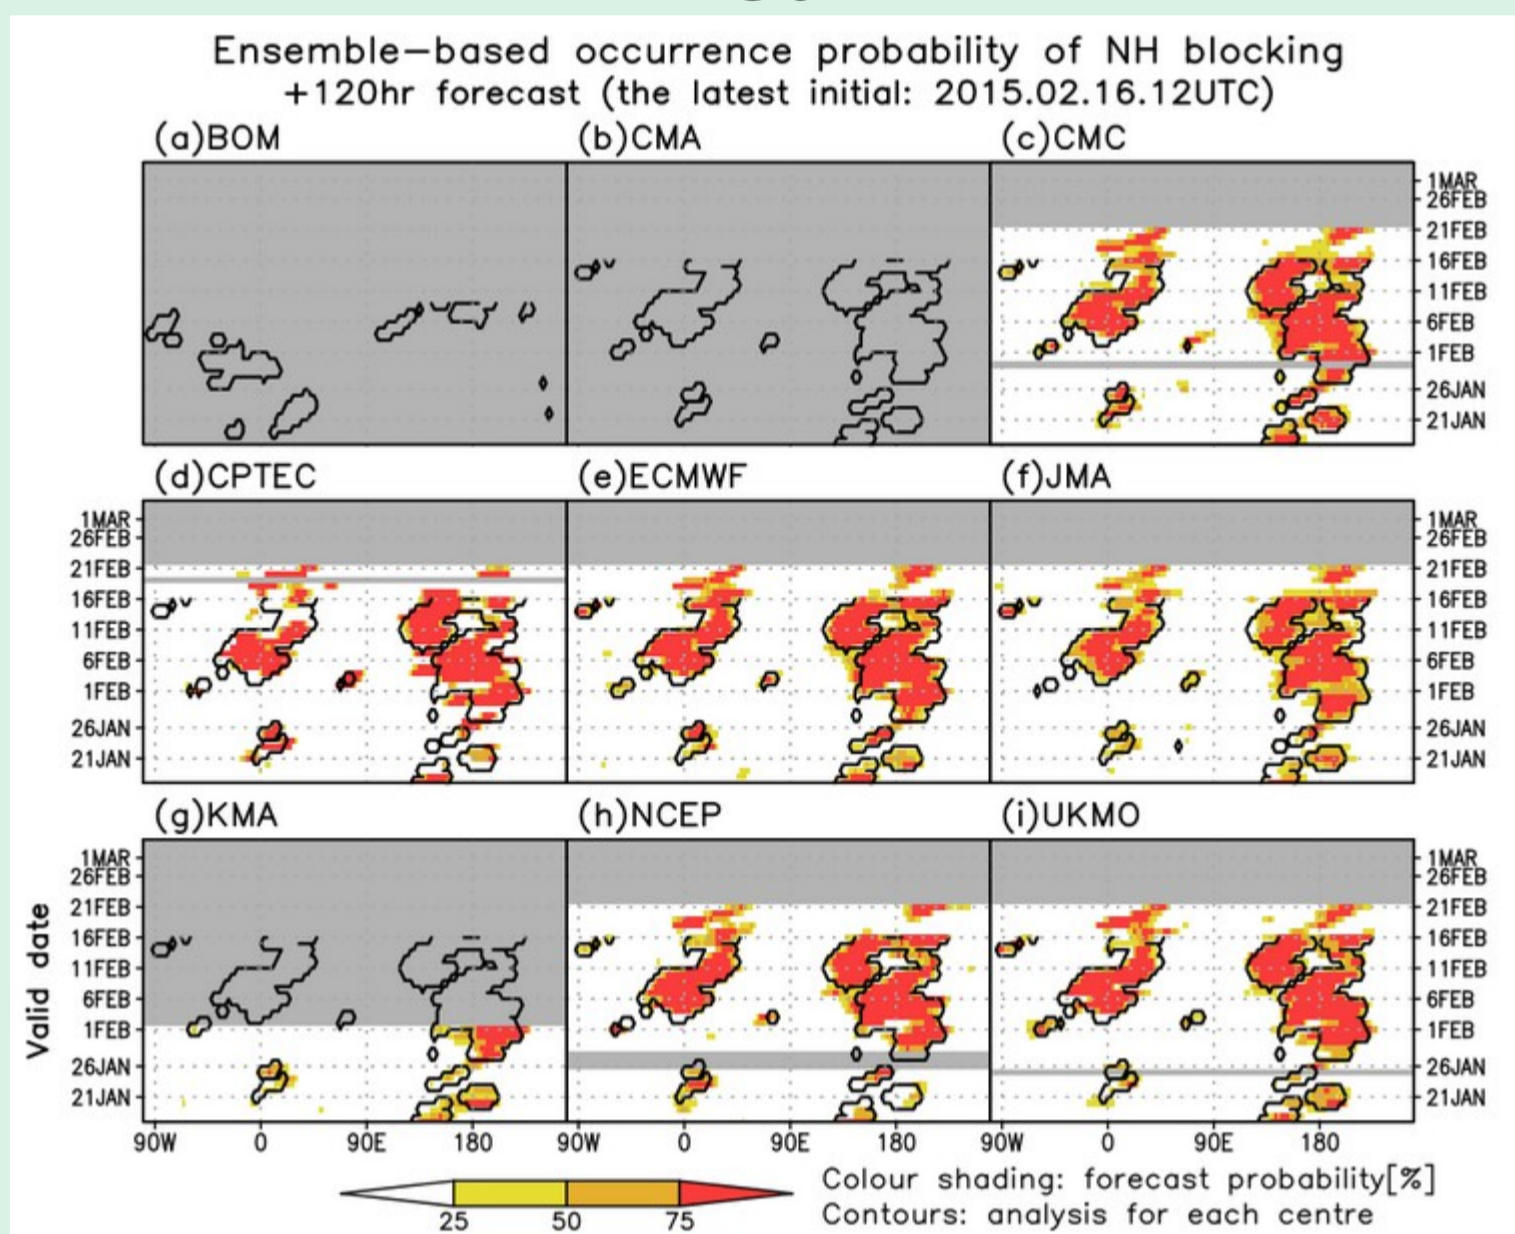 Ensemble−based occurrence probability of NH blocking
+120hr forecast (the latest initial: 2015.02.16.12UTC)
(a)BOM (b)CMA (c)CMC
1MAR
26FEB
21FEB
16FEB
11FEB
6FEB
1FEB
26JAN
21JAN
(d)CPTEC (e)ECMWF (f)JMA
1MAR 1MAR
26FEB 26FEB
21FEB 21FEB
16FEB 16FEB
11FEB 11FEB
6FEB 6FEB
1FEB 1FEB
26JAN 26JAN
21JAN 21JAN
(g)KMA (h)NCEP (i)UKMO
Valid date
1MAR 1MAR
26FEB 26FEB
21FEB 21FEB
16FEB 16FEB
11FEB 11FEB
6FEB 6FEB
1FEB 1FEB
26JAN 26JAN
21JAN 21JAN
90W 0 90E 180 90W 0 90E 180 90W 0 90E 180
25 50 75
Colour shading: forecast probability[%]
Contours: analysis for each centre